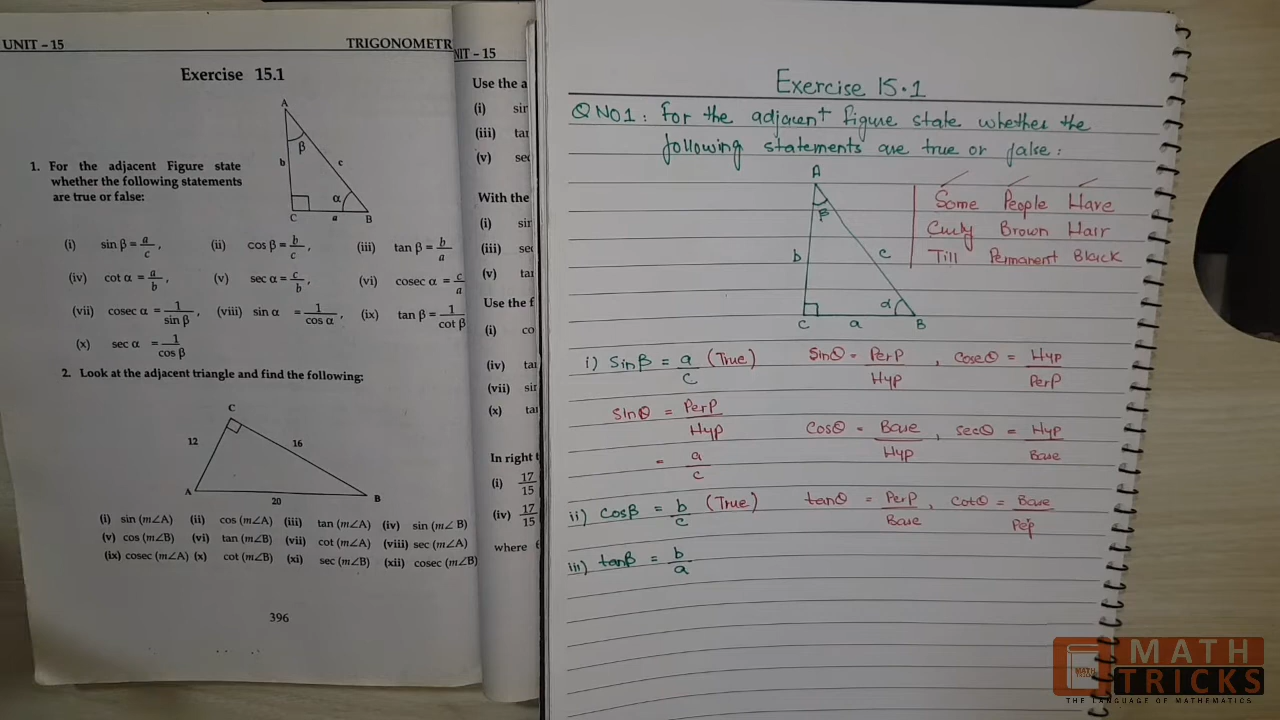 UNIT – 15 TRIGONOMETR
Exercise 15.1
A
β
b c
α
C a B
1. For the adjacent Figure state
whether the following statements
are true or false:
(i) sin β = a/c , (ii) cos β = b/c , (iii) tan β = b/a
(iv) cot α = a/b , (v) sec α = c/b , (vi) cosec α = c/a
(vii) cosec α = 1/sin β , (viii) sin α = 1/cos α , (ix) tan β = 1/cot β
(x) sec α = 1/cos β
2. Look at the adjacent triangle and find the following:
C
12 16
A 20 B
(i) sin (m∠A) (ii) cos (m∠A) (iii) tan (m∠A) (iv) sin (m∠ B)
(v) cos (m∠B) (vi) tan (m∠B) (vii) cot (m∠A) (viii) sec (m∠A)
(ix) cosec (m∠A) (x) cot (m∠B) (xi) sec (m∠B) (xii) cosec (m∠B)
396
NIT – 15
Use the a
(i) sin
(iii) tan
(v) sec
With the
(i) sin
(iii) sec
(v) tan
Use the f
(i) co
(iv) tan
(vii) sin
(x) tan
In right t
(i) 17/15
(iv) 17/15
where
Exercise 15.1
Q NO1: For the adjacent figure state whether the
following statements are true or false:
A
β
b c
α
C a B
Some People Have
Curly Brown Hair
Till Permanent Black
i) Sinβ = a/c (True) Sinθ = Perp/Hyp , Cosecθ = Hyp/Perp
Sinθ = Perp/Hyp
= a/c
Cosθ = Base/Hyp , secθ = Hyp/Base
ii) Cosβ = b/c (True) tanθ = Perp/Base , Cotθ = Base/Pep
iii) tanβ = b/a
MATH TRICKS
THE LANGUAGE OF MATHEMATICS